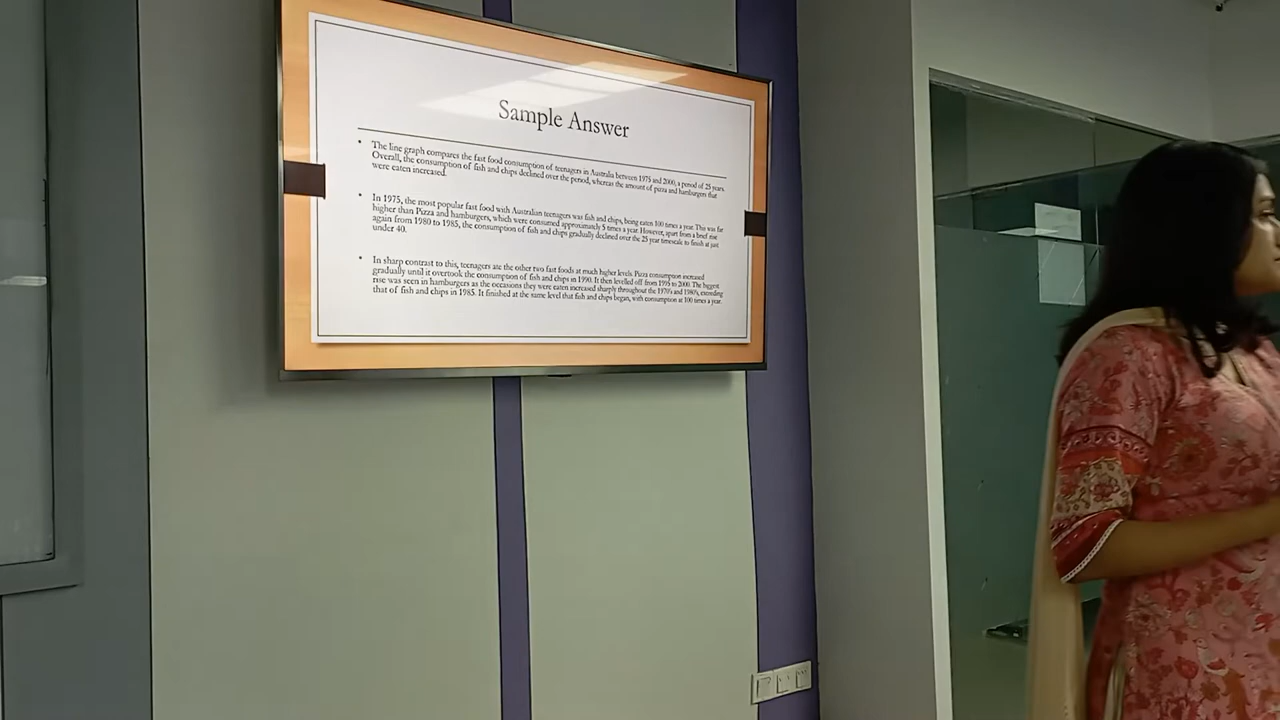 Sample Answer
• The line graph compares the fast food consumption of teenagers in Australia between 1975 and 2000, a period of 25 years.
Overall, the consumption of fish and chips declined over the period, whereas the amount of pizza and hamburgers that
were eaten increased.
• In 1975, the most popular fast food with Australian teenagers was fish and chips, being eaten 100 times a year. This was far
higher than Pizza and hamburgers, which were consumed approximately 5 times a year. However, apart from a brief rise
again from 1980 to 1985, the consumption of fish and chips gradually declined over the 25 year timescale to finish at just
under 40.
• In sharp contrast to this, teenagers ate the other two fast foods at much higher levels. Pizza consumption increased
gradually until it overtook the consumption of fish and chips in 1990. It then levelled off from 1995 to 2000. The biggest
rise was seen in hamburgers as the occasions they were eaten increased sharply throughout the 1970's and 1980's, exceeding
that of fish and chips in 1985. It finished at the same level that fish and chips began, with consumption at 100 times a year.